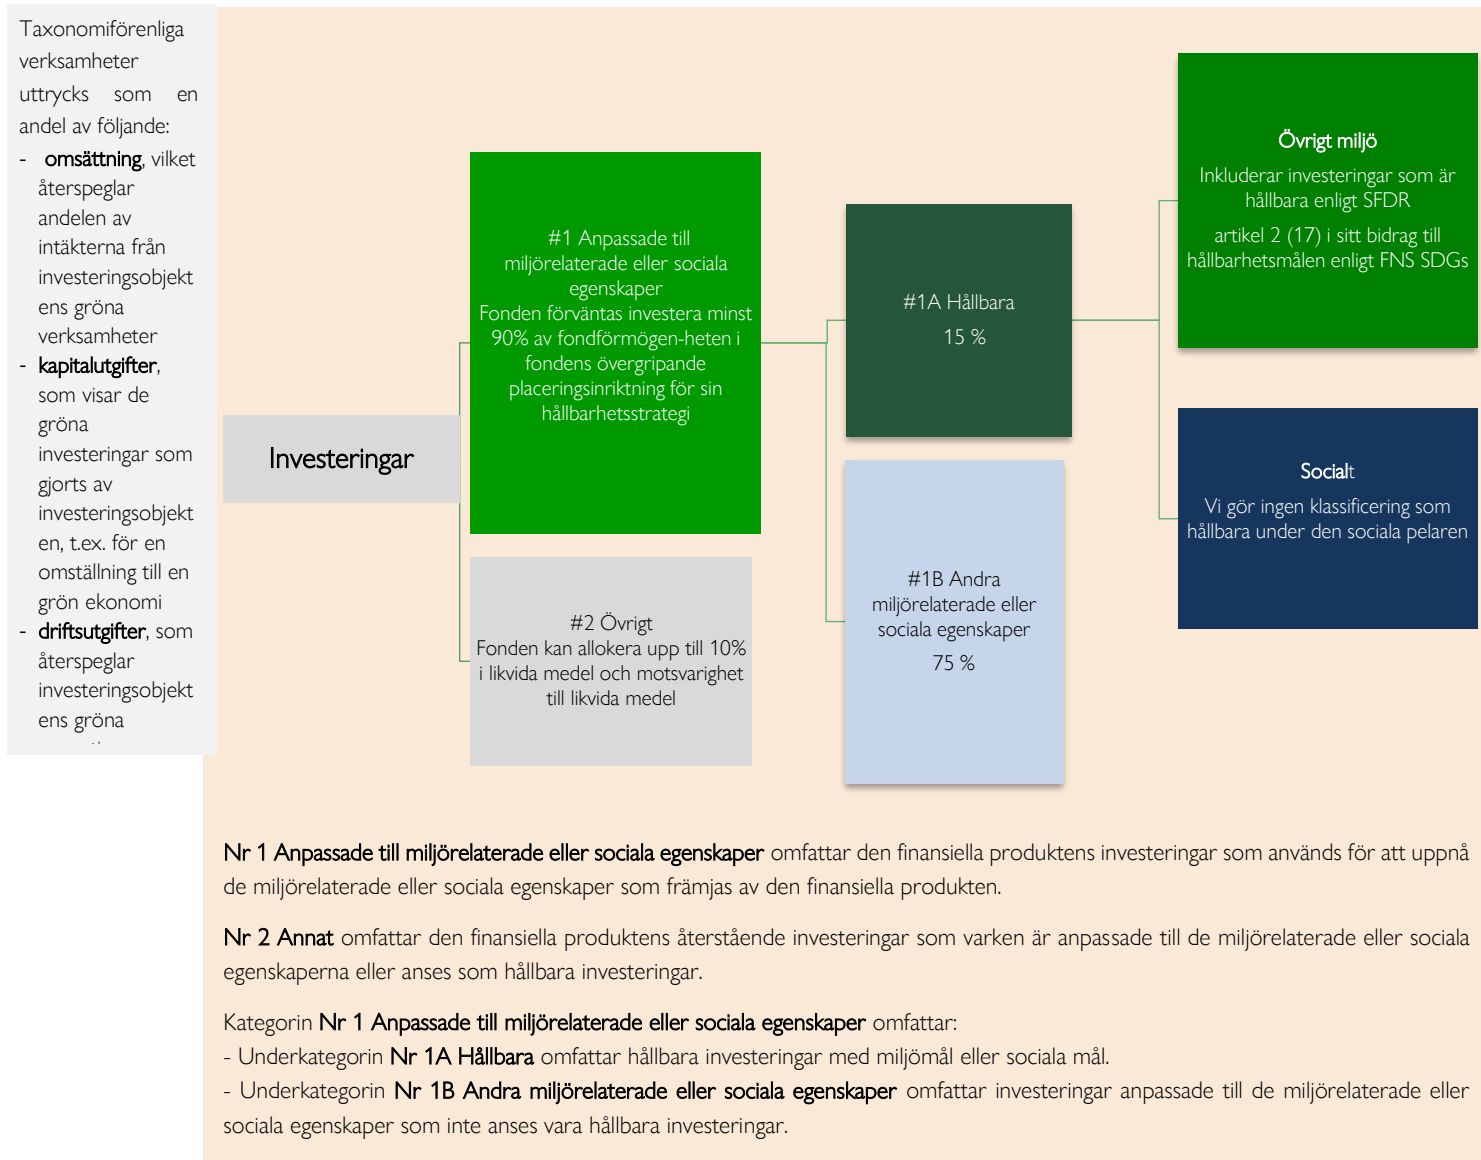 Taxonomiförenliga
verksamheter
uttrycks som en
andel av följande:
- omsättning, vilket
återspeglar
andelen av
intäkterna från
investeringsobjekt
ens gröna
verksamheter
- kapitalutgifter,
som visar de
gröna
investeringar som
gjorts av
investeringsobjekt
en, t.ex. för en
omställning till en
grön ekonomi
- driftsutgifter, som
återspeglar
investeringsobjekt
ens gröna
Investeringar
#1 Anpassade till
miljörelaterade eller sociala
egenskaper
Fonden förväntas investera minst
90% av fondförmögen-heten i
fondens övergripande
placeringsinriktning för sin
hållbarhetsstrategi
#2 Övrigt
Fonden kan allokera upp till 10%
i likvida medel och motsvarighet
till likvida medel
#1A Hållbara
15 %
#1B Andra
miljörelaterade eller
sociala egenskaper
75 %
Övrigt miljö
Inkluderar investeringar som är
hållbara enligt SFDR
artikel 2 (17) i sitt bidrag till
hållbarhetsmålen enligt FNS SDGs
Socialt
Vi gör ingen klassificering som
hållbara under den sociala pelaren
Nr 1 Anpassade till miljörelaterade eller sociala egenskaper omfattar den finansiella produktens investeringar som används för att uppnå
de miljörelaterade eller sociala egenskaper som främjas av den finansiella produkten.
Nr 2 Annat omfattar den finansiella produktens återstående investeringar som varken är anpassade till de miljörelaterade eller sociala
egenskaperna eller anses som hållbara investeringar.
Kategorin Nr 1 Anpassade till miljörelaterade eller sociala egenskaper omfattar:
- Underkategorin Nr 1A Hållbara omfattar hållbara investeringar med miljömål eller sociala mål.
- Underkategorin Nr 1B Andra miljörelaterade eller sociala egenskaper omfattar investeringar anpassade till de miljörelaterade eller
sociala egenskaper som inte anses vara hållbara investeringar.